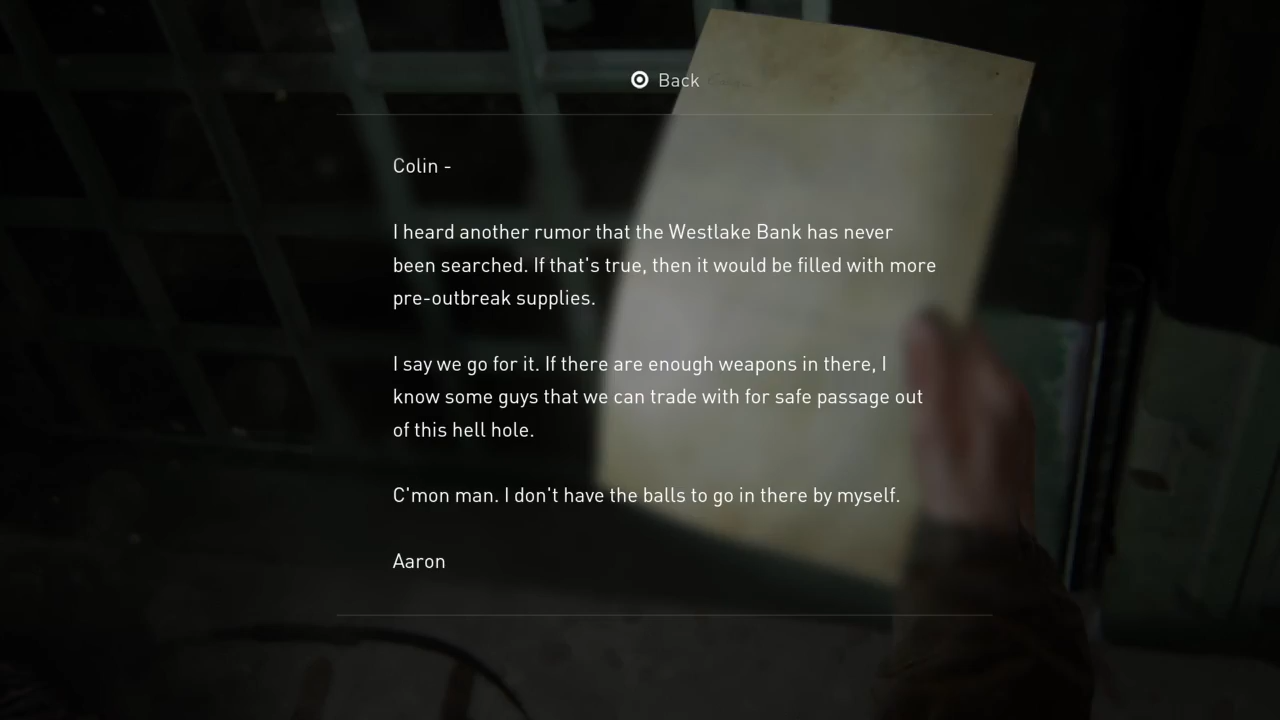 Back
Colin -
I heard another rumor that the Westlake Bank has never
been searched. If that's true, then it would be filled with more
pre-outbreak supplies.
I say we go for it. If there are enough weapons in there, I
know some guys that we can trade with for safe passage out
of this hell hole.
C'mon man. I don't have the balls to go in there by myself.
Aaron